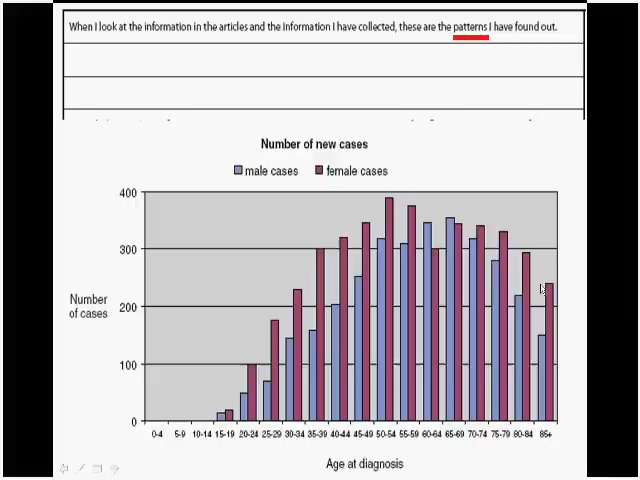 When I look at the information in the articles and the information I have collected, these are the patterns I have found out.
Number of new cases
male cases female cases
400
300
200
100
0
Number
of cases
0-4 5-9 10-14 15-19 20-24 25-29 30-34 35-39 40-44 45-49 50-54 55-59 60-64 65-69 70-74 75-79 80-84 85+
Age at diagnosis